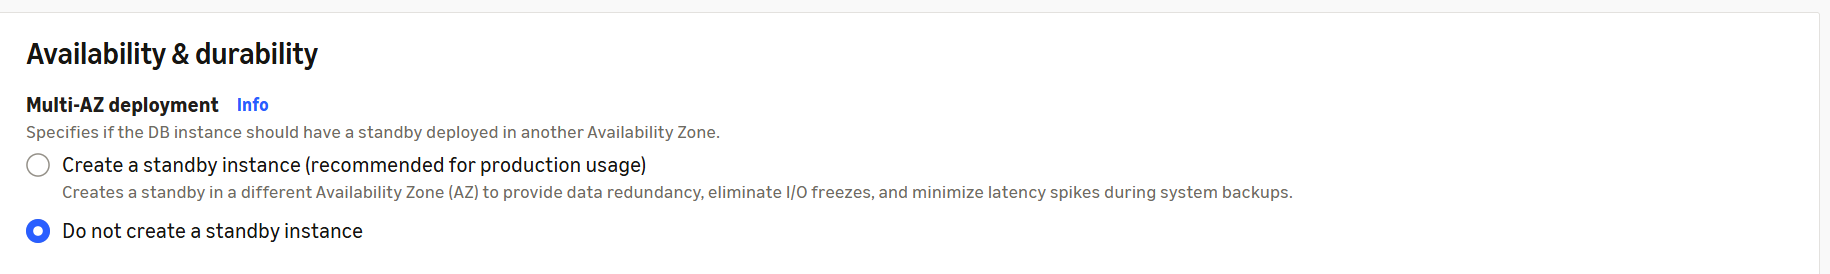 Availability & durability
Multi-AZ deployment Info
Specifies if the DB instance should have a standby deployed in another Availability Zone.
Create a standby instance (recommended for production usage)
Creates a standby in a different Availability Zone (AZ) to provide data redundancy, eliminate I/O freezes, and minimize latency spikes during system backups.
Do not create a standby instance